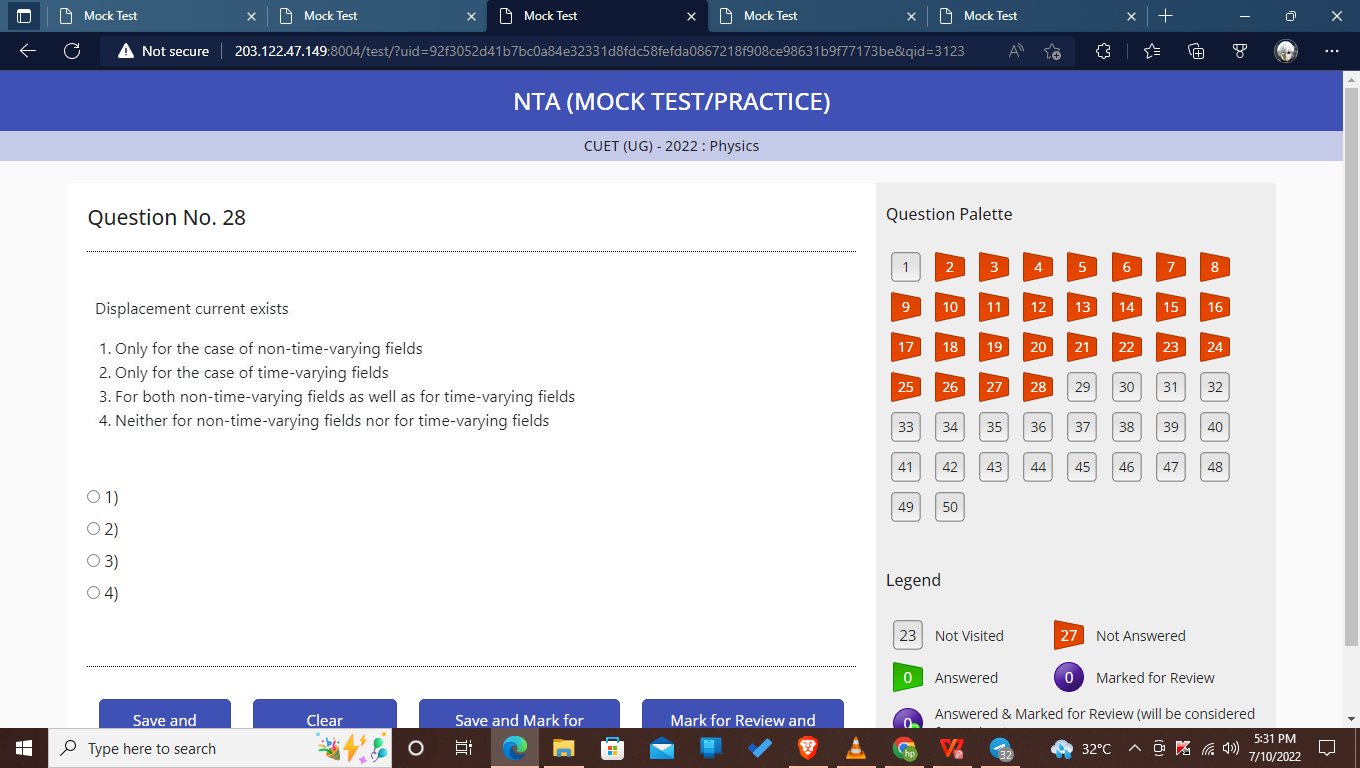 Mock Test Mock Test Mock Test Mock Test Mock Test
Not secure 203.122.47.149:8004/test/?uid=92f3052d41b7bc0a84e32331d8fdc58fefda0867218f908ce98631b9f77173be&qid=3123
NTA (MOCK TEST/PRACTICE)
CUET (UG) - 2022 : Physics
Question No. 28
Displacement current exists
1. Only for the case of non-time-varying fields
2. Only for the case of time-varying fields
3. For both non-time-varying fields as well as for time-varying fields
4. Neither for non-time-varying fields nor for time-varying fields
1)
2)
3)
4)
Save and Clear Save and Mark for Mark for Review and
Question Palette
1 2 3 4 5 6 7 8
9 10 11 12 13 14 15 16
17 18 19 20 21 22 23 24
25 26 27 28 29 30 31 32
33 34 35 36 37 38 39 40
41 42 43 44 45 46 47 48
49 50
Legend
23 Not Visited 27 Not Answered
0 Answered 0 Marked for Review
0 Answered & Marked for Review (will be considered
Type here to search
hp
32
32°C
5:31 PM
7/10/2022